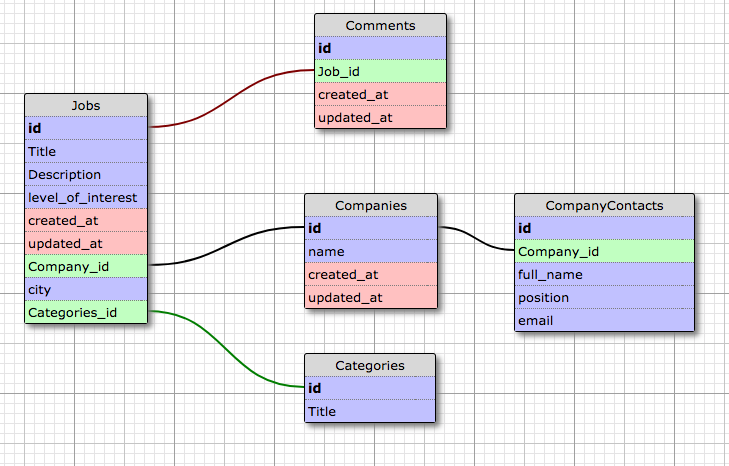 Comments
id
Job_id
created_at
updated_at
Jobs
id
Title
Description
level_of_interest
created_at
updated_at
Company_id
city
Categories_id
Companies
id
name
created_at
updated_at
CompanyContacts
id
Company_id
full_name
position
email
Categories
id
Title